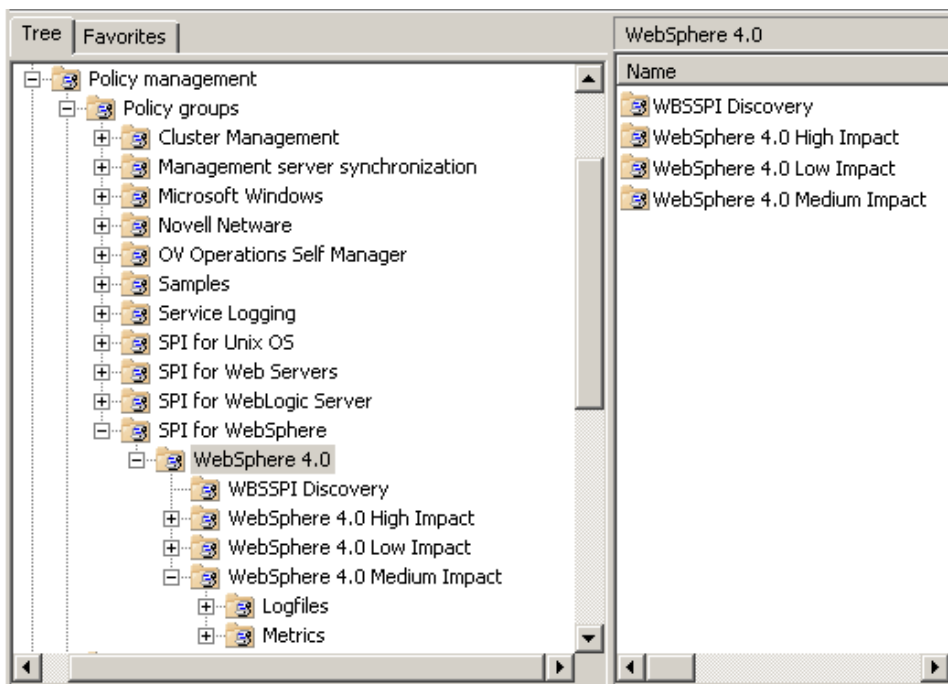 Tree Favorites
Policy management
Policy groups
Cluster Management
Management server synchronization
Microsoft Windows
Novell Netware
OV Operations Self Manager
Samples
Service Logging
SPI for Unix OS
SPI for Web Servers
SPI for WebLogic Server
SPI for WebSphere
WebSphere 4.0
WBSSPI Discovery
WebSphere 4.0 High Impact
WebSphere 4.0 Low Impact
WebSphere 4.0 Medium Impact
Logfiles
Metrics
WebSphere 4.0
Name
WBSSPI Discovery
WebSphere 4.0 High Impact
WebSphere 4.0 Low Impact
WebSphere 4.0 Medium Impact